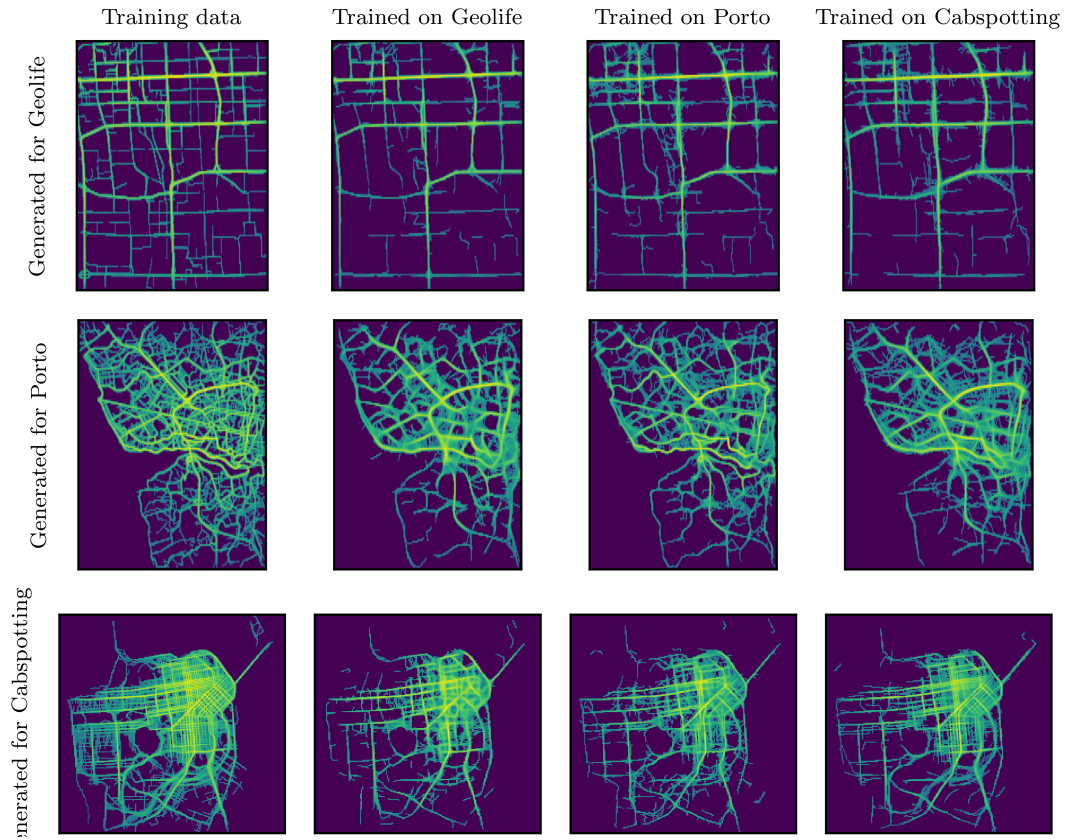 Training data
Trained on Geolife
Trained on Porto
Trained on Cabspotting
Generated for Geolife
Generated for Porto
enerated for Cabspotting